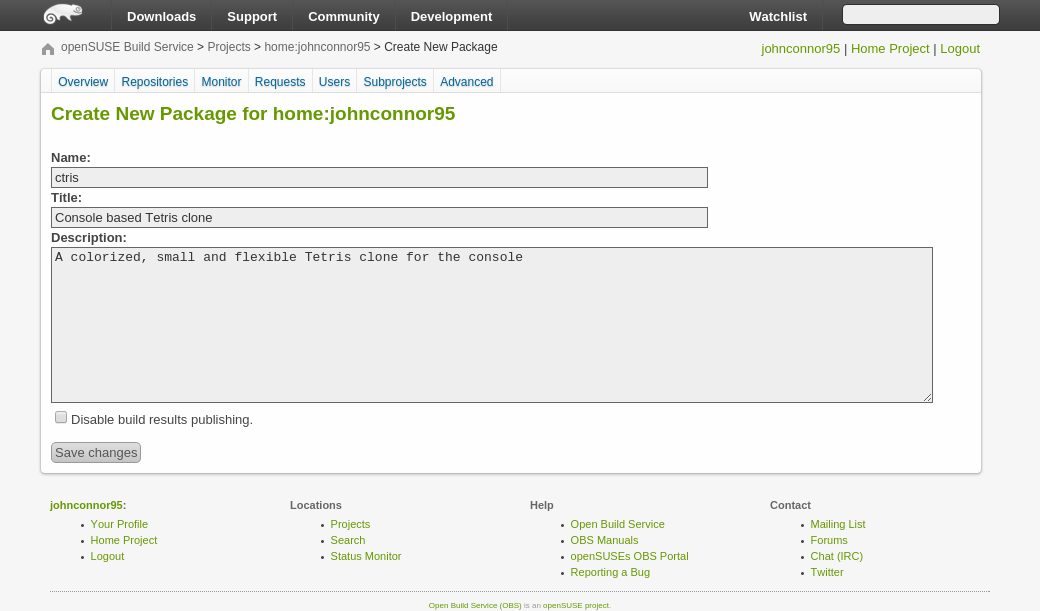 Downloads Support Community Development Watchlist
openSUSE Build Service > Projects > home:johnconnor95 > Create New Package
johnconnor95 | Home Project | Logout
Overview Repositories Monitor Requests Users Subprojects Advanced
Create New Package for home:johnconnor95
Name:
ctris
Title:
Console based Tetris clone
Description:
A colorized, small and flexible Tetris clone for the console
Disable build results publishing.
Save changes
johnconnor95:
Your Profile
Home Project
Logout
Locations
Projects
Search
Status Monitor
Help
Open Build Service
OBS Manuals
openSUSEs OBS Portal
Reporting a Bug
Contact
Mailing List
Forums
Chat (IRC)
Twitter
Open Build Service (OBS) is an openSUSE project.